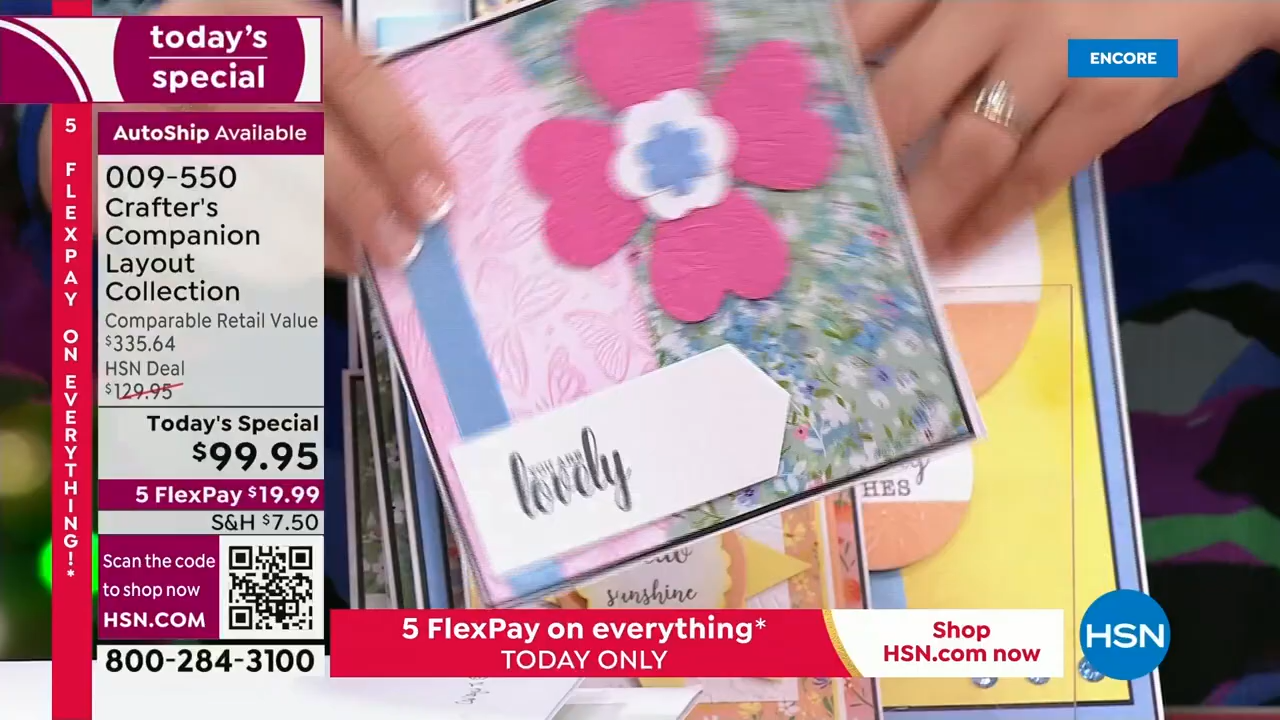 today's
special
ENCORE
5 FLEXPAY ON EVERYTHING!*
AutoShip Available
009-550
Crafter's
Companion
Layout
Collection
Comparable Retail Value
$335.64
HSN Deal
$129.95
Today's Special
$99.95
5 FlexPay $19.99
S&H $7.50
Scan the code
to shop now
HSN.COM
800-284-3100
lovely
HES
sunshine
5 FlexPay on everything*
TODAY ONLY
Shop
HSN.com now
HSN